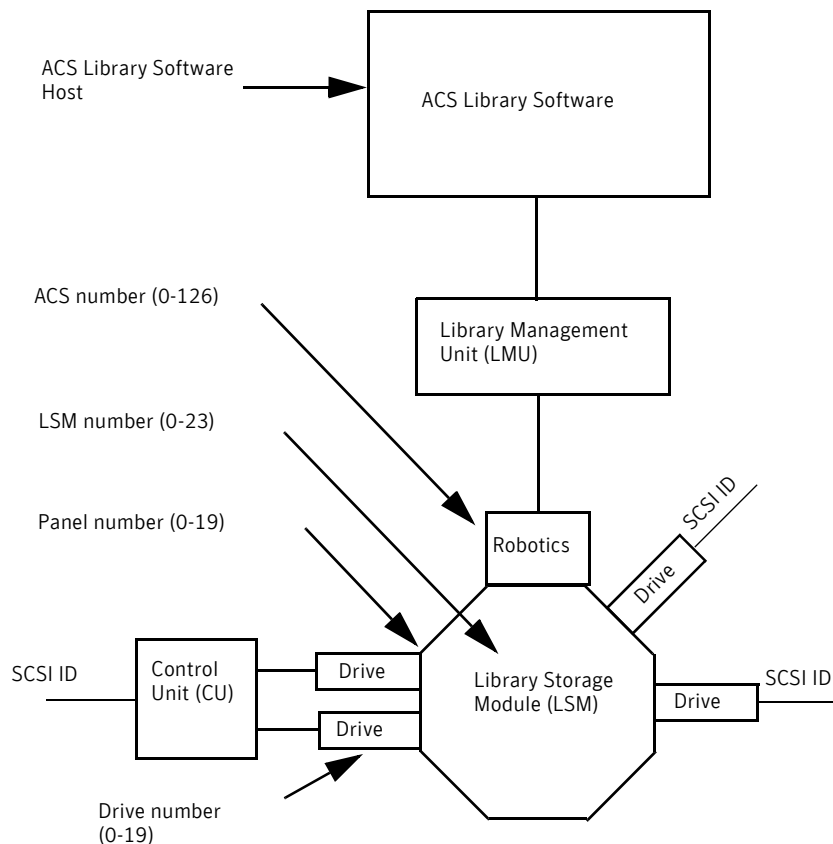 ACS Library Software
Host
ACS Library Software
ACS number (0-126)
Library Management
Unit (LMU)
LSM number (0-23)
Panel number (0-19)
SCSI ID
Robotics
Drive
SCSI ID
Control
Unit (CU)
Drive
Library Storage
Module (LSM)
SCSI ID
Drive
Drive
Drive number
(0-19)